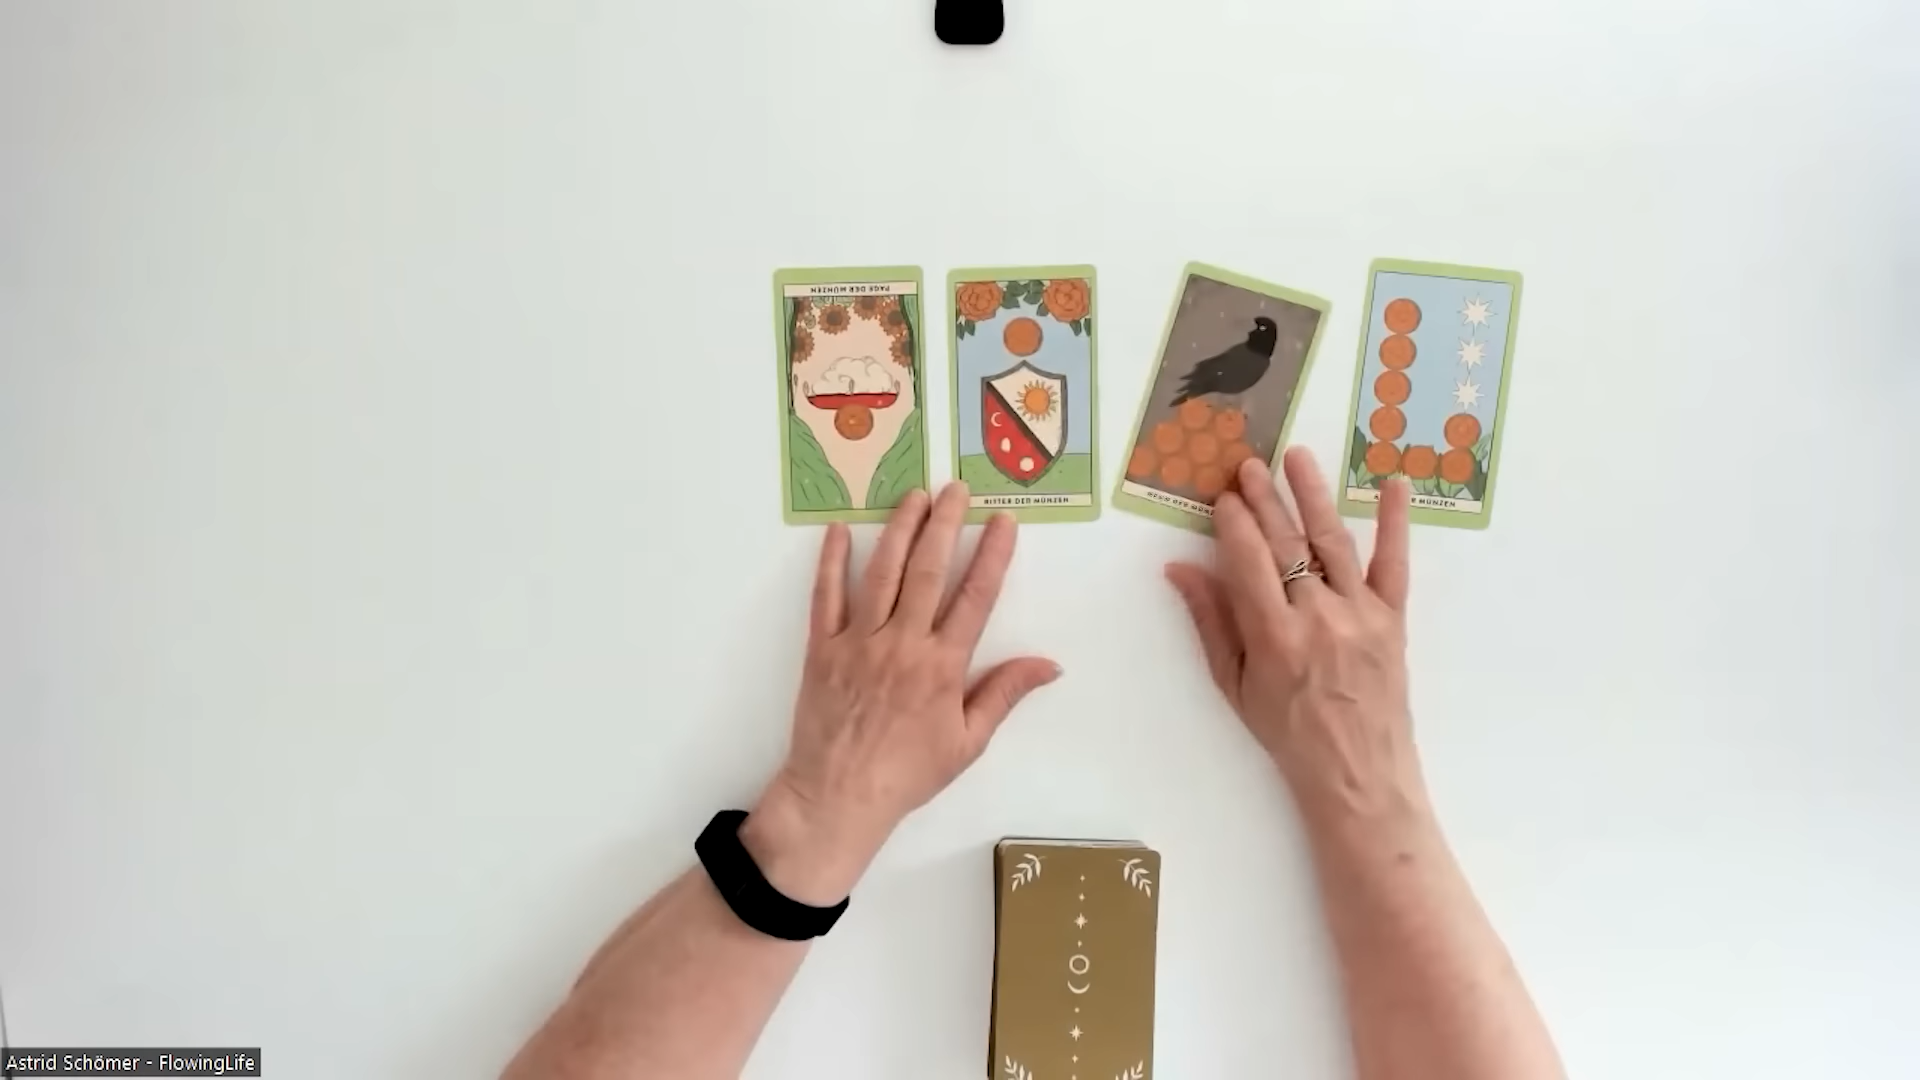 PAGE DER MÜNZEN
RITTER DER MÜNZEN
MÜNZEN
Astrid Schömer - FlowingLife